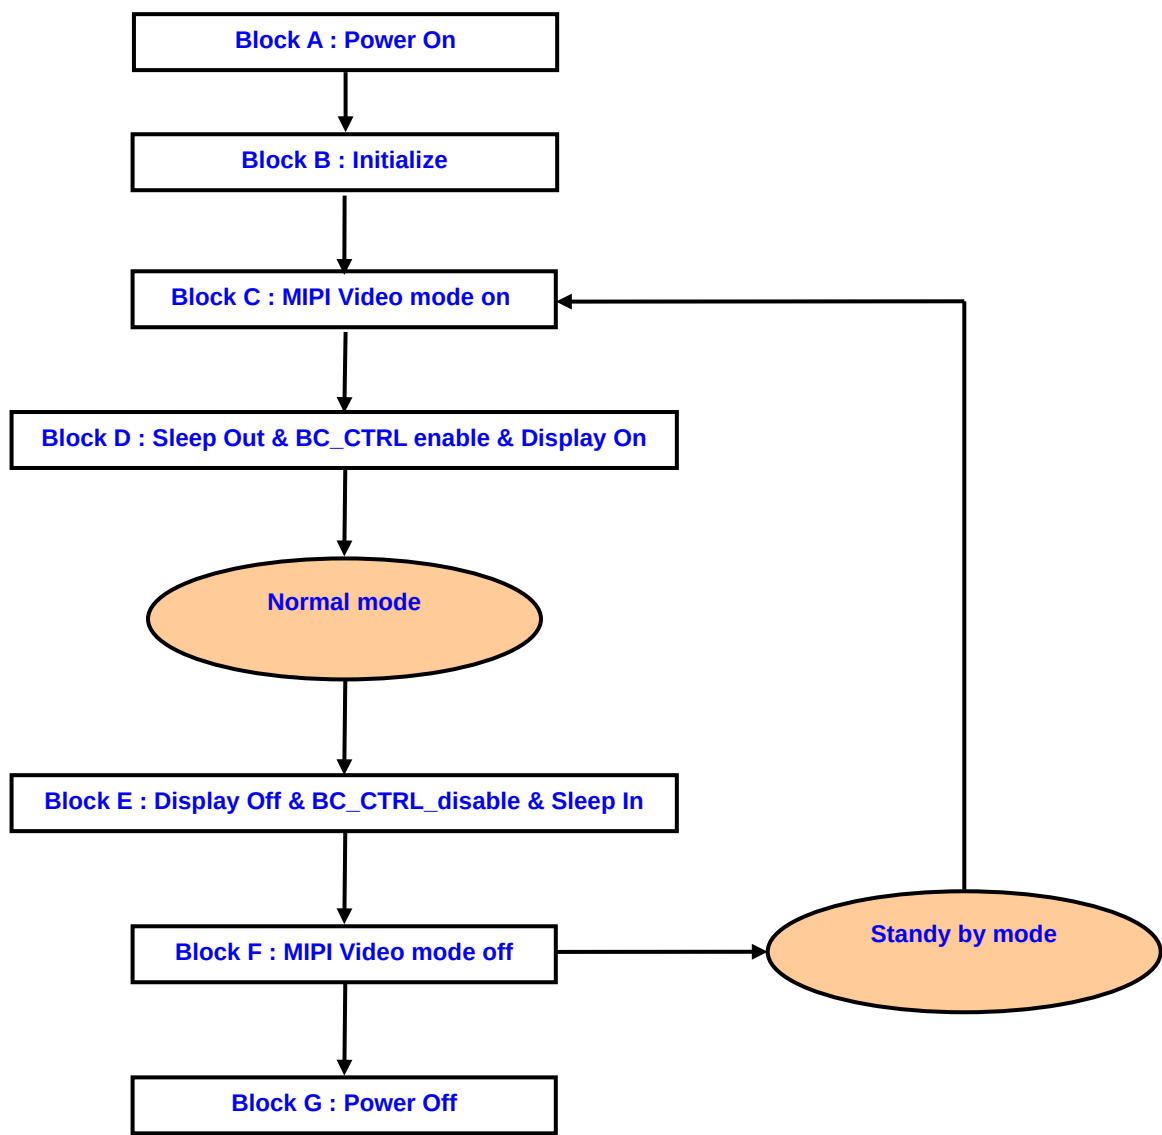 Block A : Power On
Block B : Initialize
Block C : MIPI Video mode on
Block D : Sleep Out & BC_CTRL enable & Display On
Normal mode
Block E : Display Off & BC_CTRL_disable & Sleep In
Standy by mode
Block F : MIPI Video mode off
Block G : Power Off